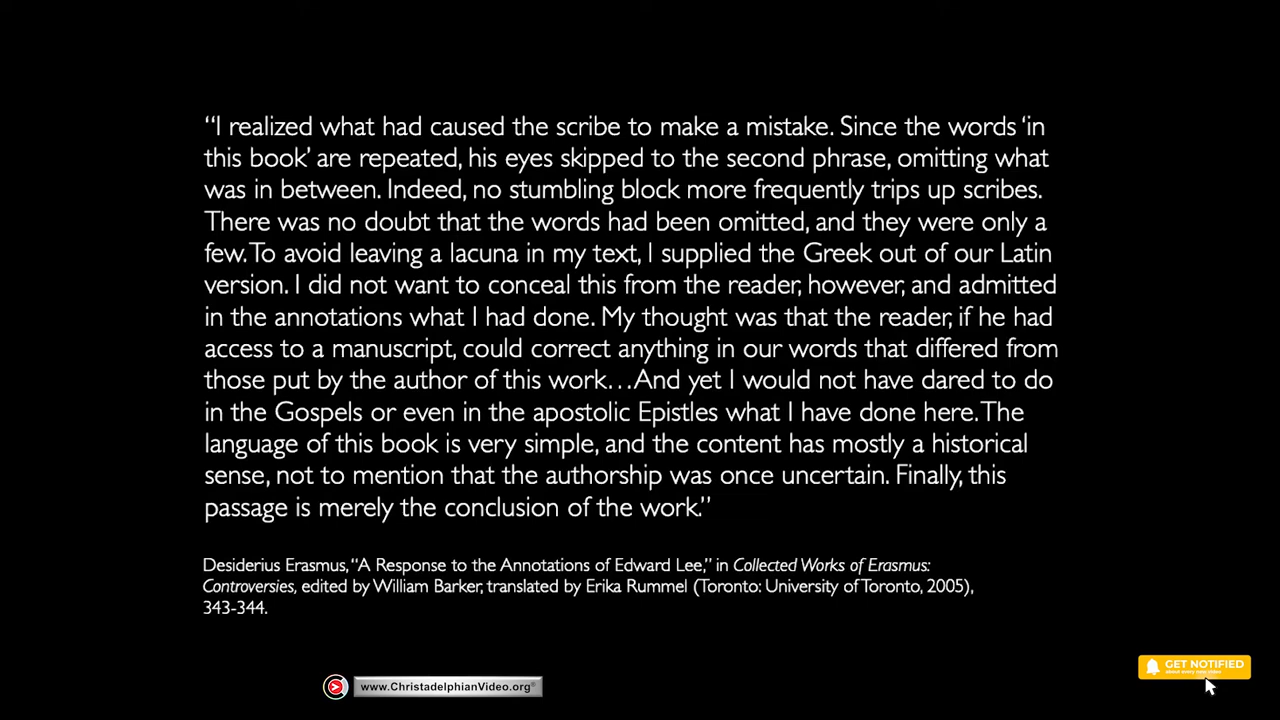 “I realized what had caused the scribe to make a mistake. Since the words ‘in
this book’ are repeated, his eyes skipped to the second phrase, omitting what
was in between. Indeed, no stumbling block more frequently trips up scribes.
There was no doubt that the words had been omitted, and they were only a
few. To avoid leaving a lacuna in my text, I supplied the Greek out of our Latin
version. I did not want to conceal this from the reader, however, and admitted
in the annotations what I had done. My thought was that the reader, if he had
access to a manuscript, could correct anything in our words that differed from
those put by the author of this work…And yet I would not have dared to do
in the Gospels or even in the apostolic Epistles what I have done here. The
language of this book is very simple, and the content has mostly a historical
sense, not to mention that the authorship was once uncertain. Finally, this
passage is merely the conclusion of the work.”
Desiderius Erasmus, “A Response to the Annotations of Edward Lee,” in Collected Works of Erasmus:
Controversies, edited by William Barker, translated by Erika Rummel (Toronto: University of Toronto, 2005),
343-344.
GET NOTIFIED
about every new video
www.ChristadelphianVideo.org®